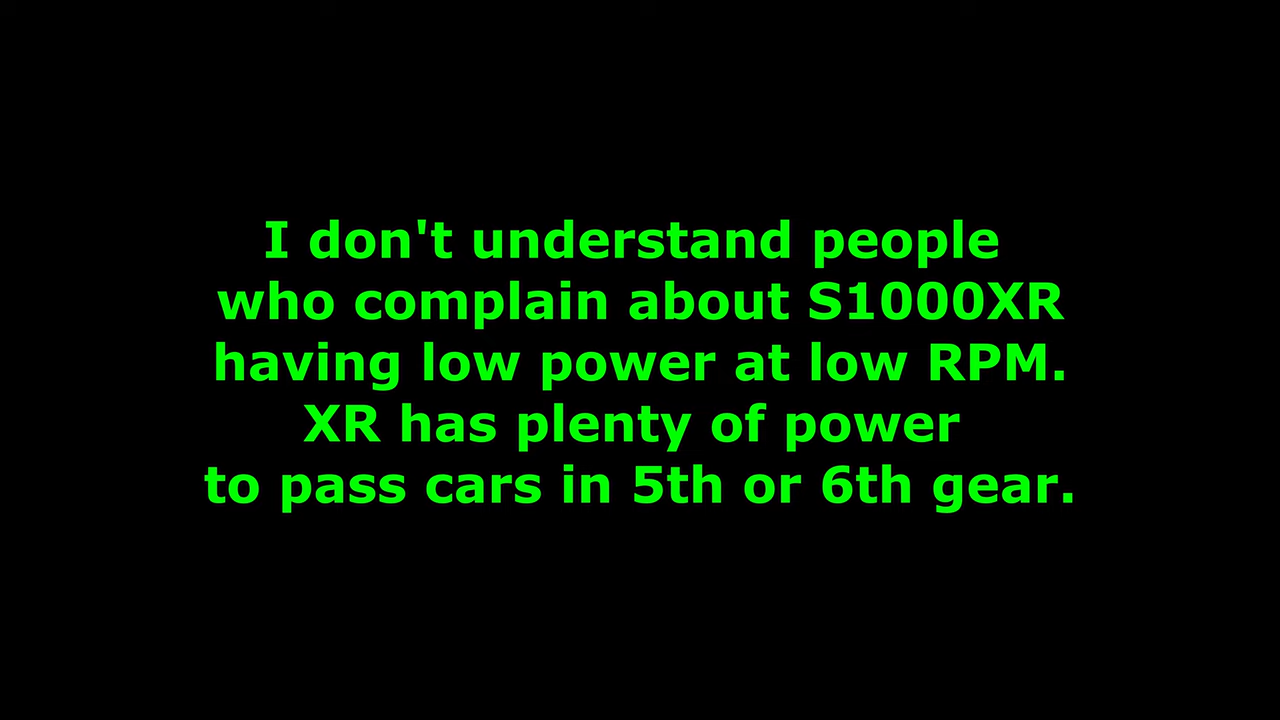 I don't understand people
who complain about S1000XR
having low power at low RPM.
XR has plenty of power
to pass cars in 5th or 6th gear.